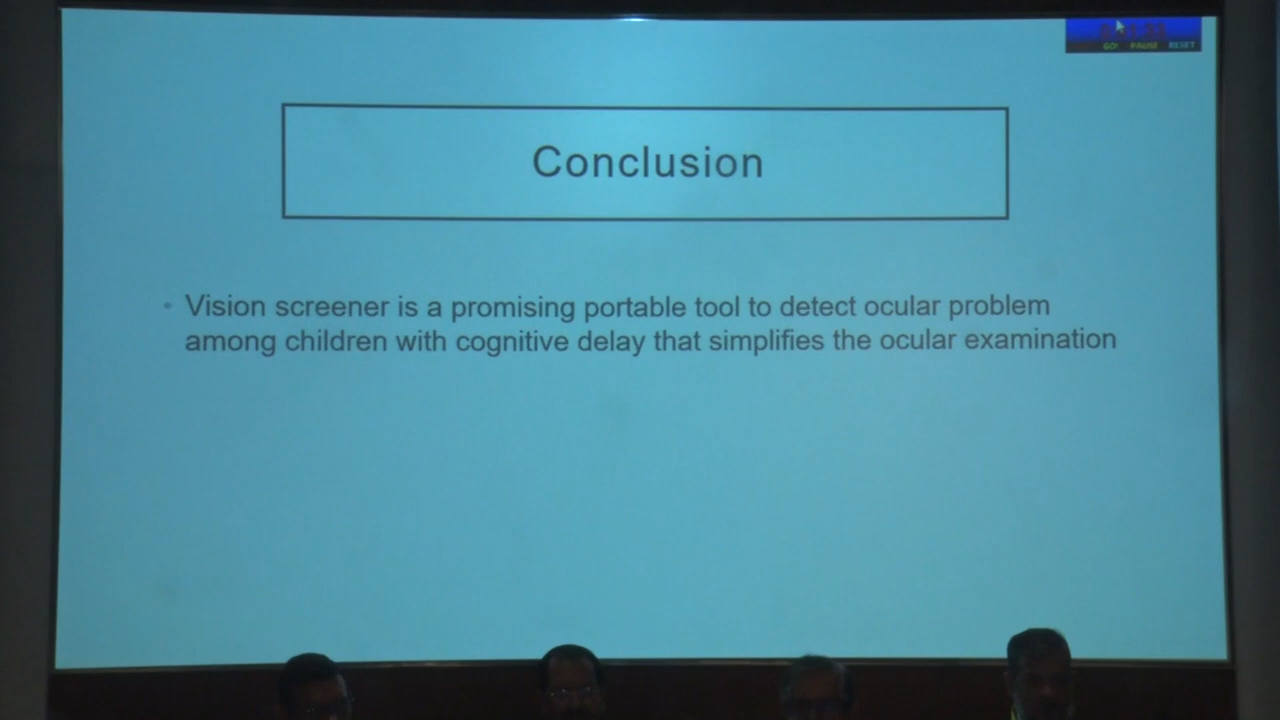 GO! PAUSE RESET
Conclusion
• Vision screener is a promising portable tool to detect ocular problem
among children with cognitive delay that simplifies the ocular examination